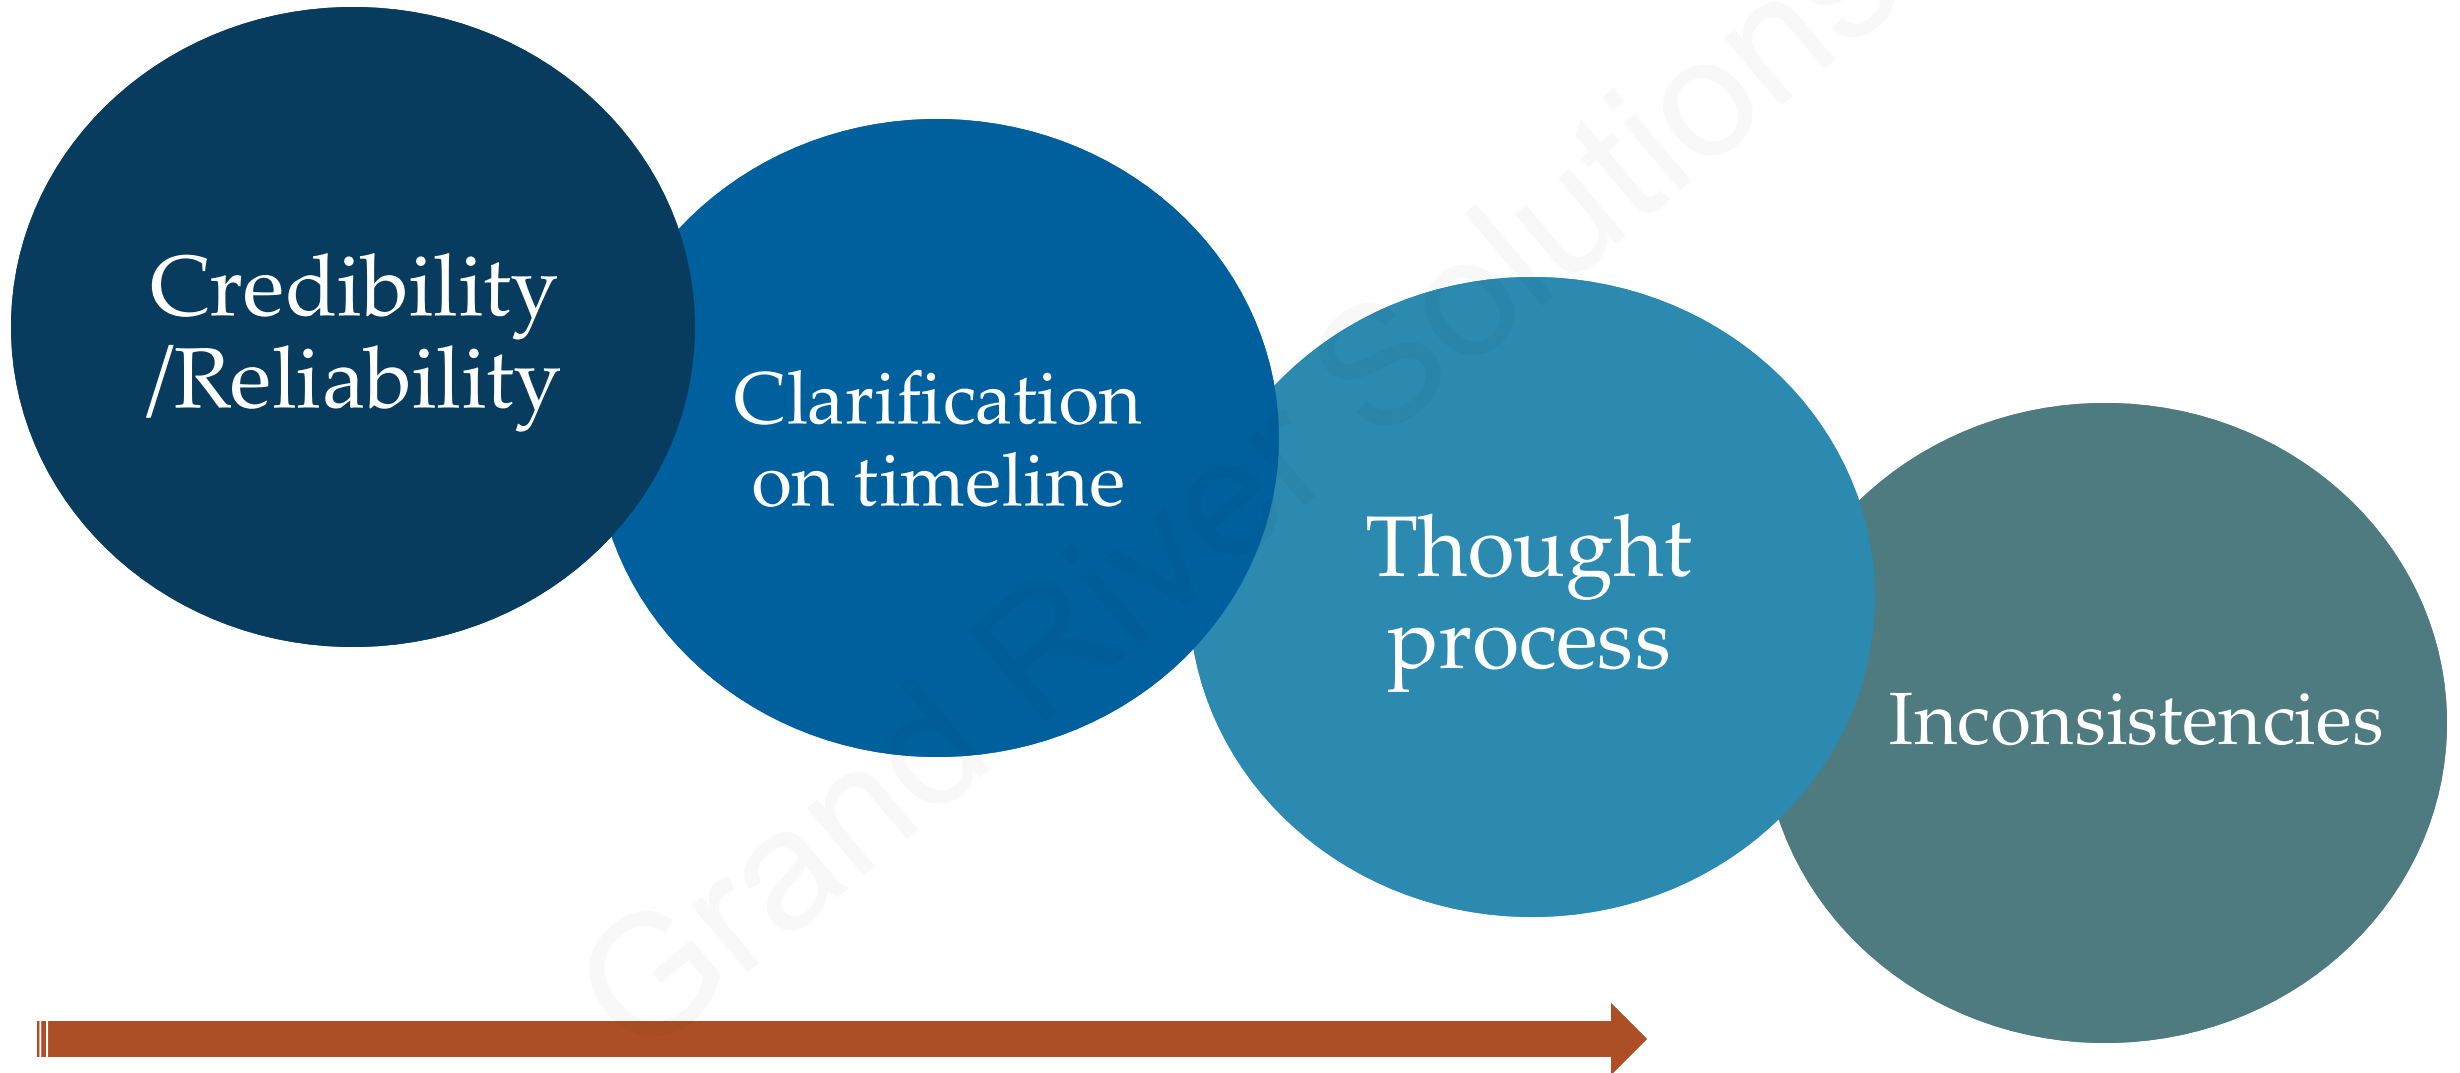 Credibility
/Reliability
Clarification
on timeline
Thought
process
Inconsistencies
Grand River Solutions